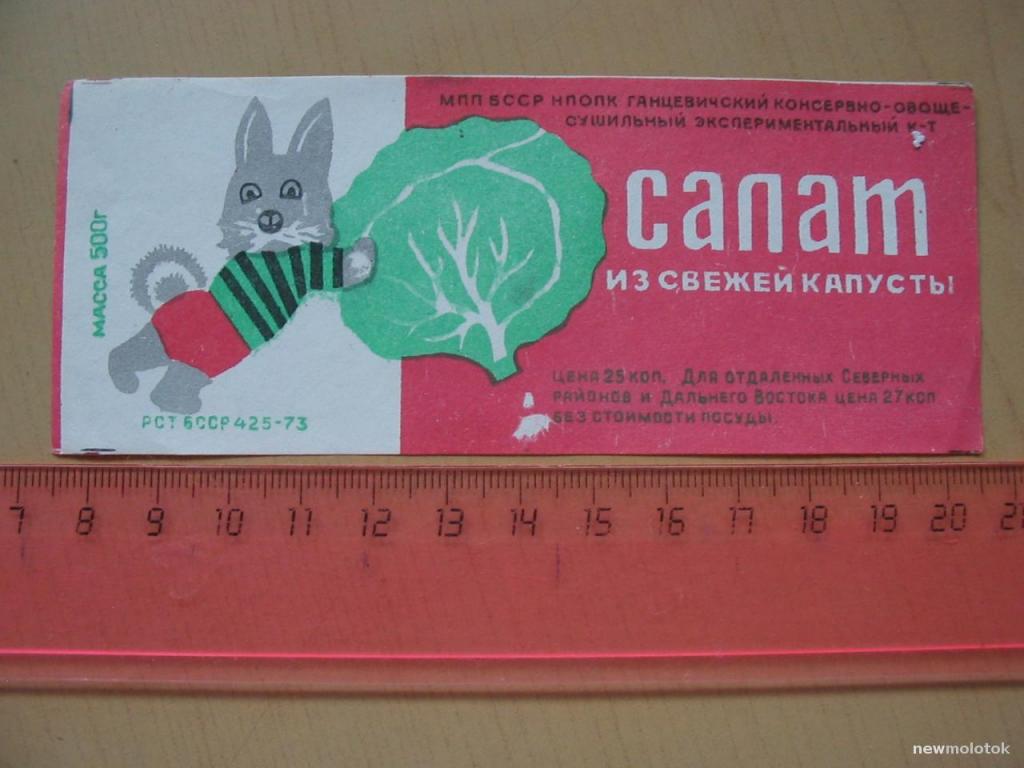 МПП БССР НПОПК ГАНЦЕВИЧСКИЙ КОНСЕРВНО-ОВОЩЕ-
СУШИЛЬНЫЙ ЭКСПЕРИМЕНТАЛЬНЫЙ К-Т
салат
ИЗ СВЕЖЕЙ КАПУСТЫ
МАССА 500г
ЦЕНА 25 КОП. ДЛЯ ОТДАЛЕННЫХ СЕВЕРНЫХ
РАЙОНОВ И ДАЛЬНЕГО ВОСТОКА ЦЕНА 27 КОП
БЕЗ СТОИМОСТИ ПОСУДЫ.
РСТ БССР 425-73
7 8 9 10 11 12 13 14 15 16 17 18 19 20 21
newmolotok